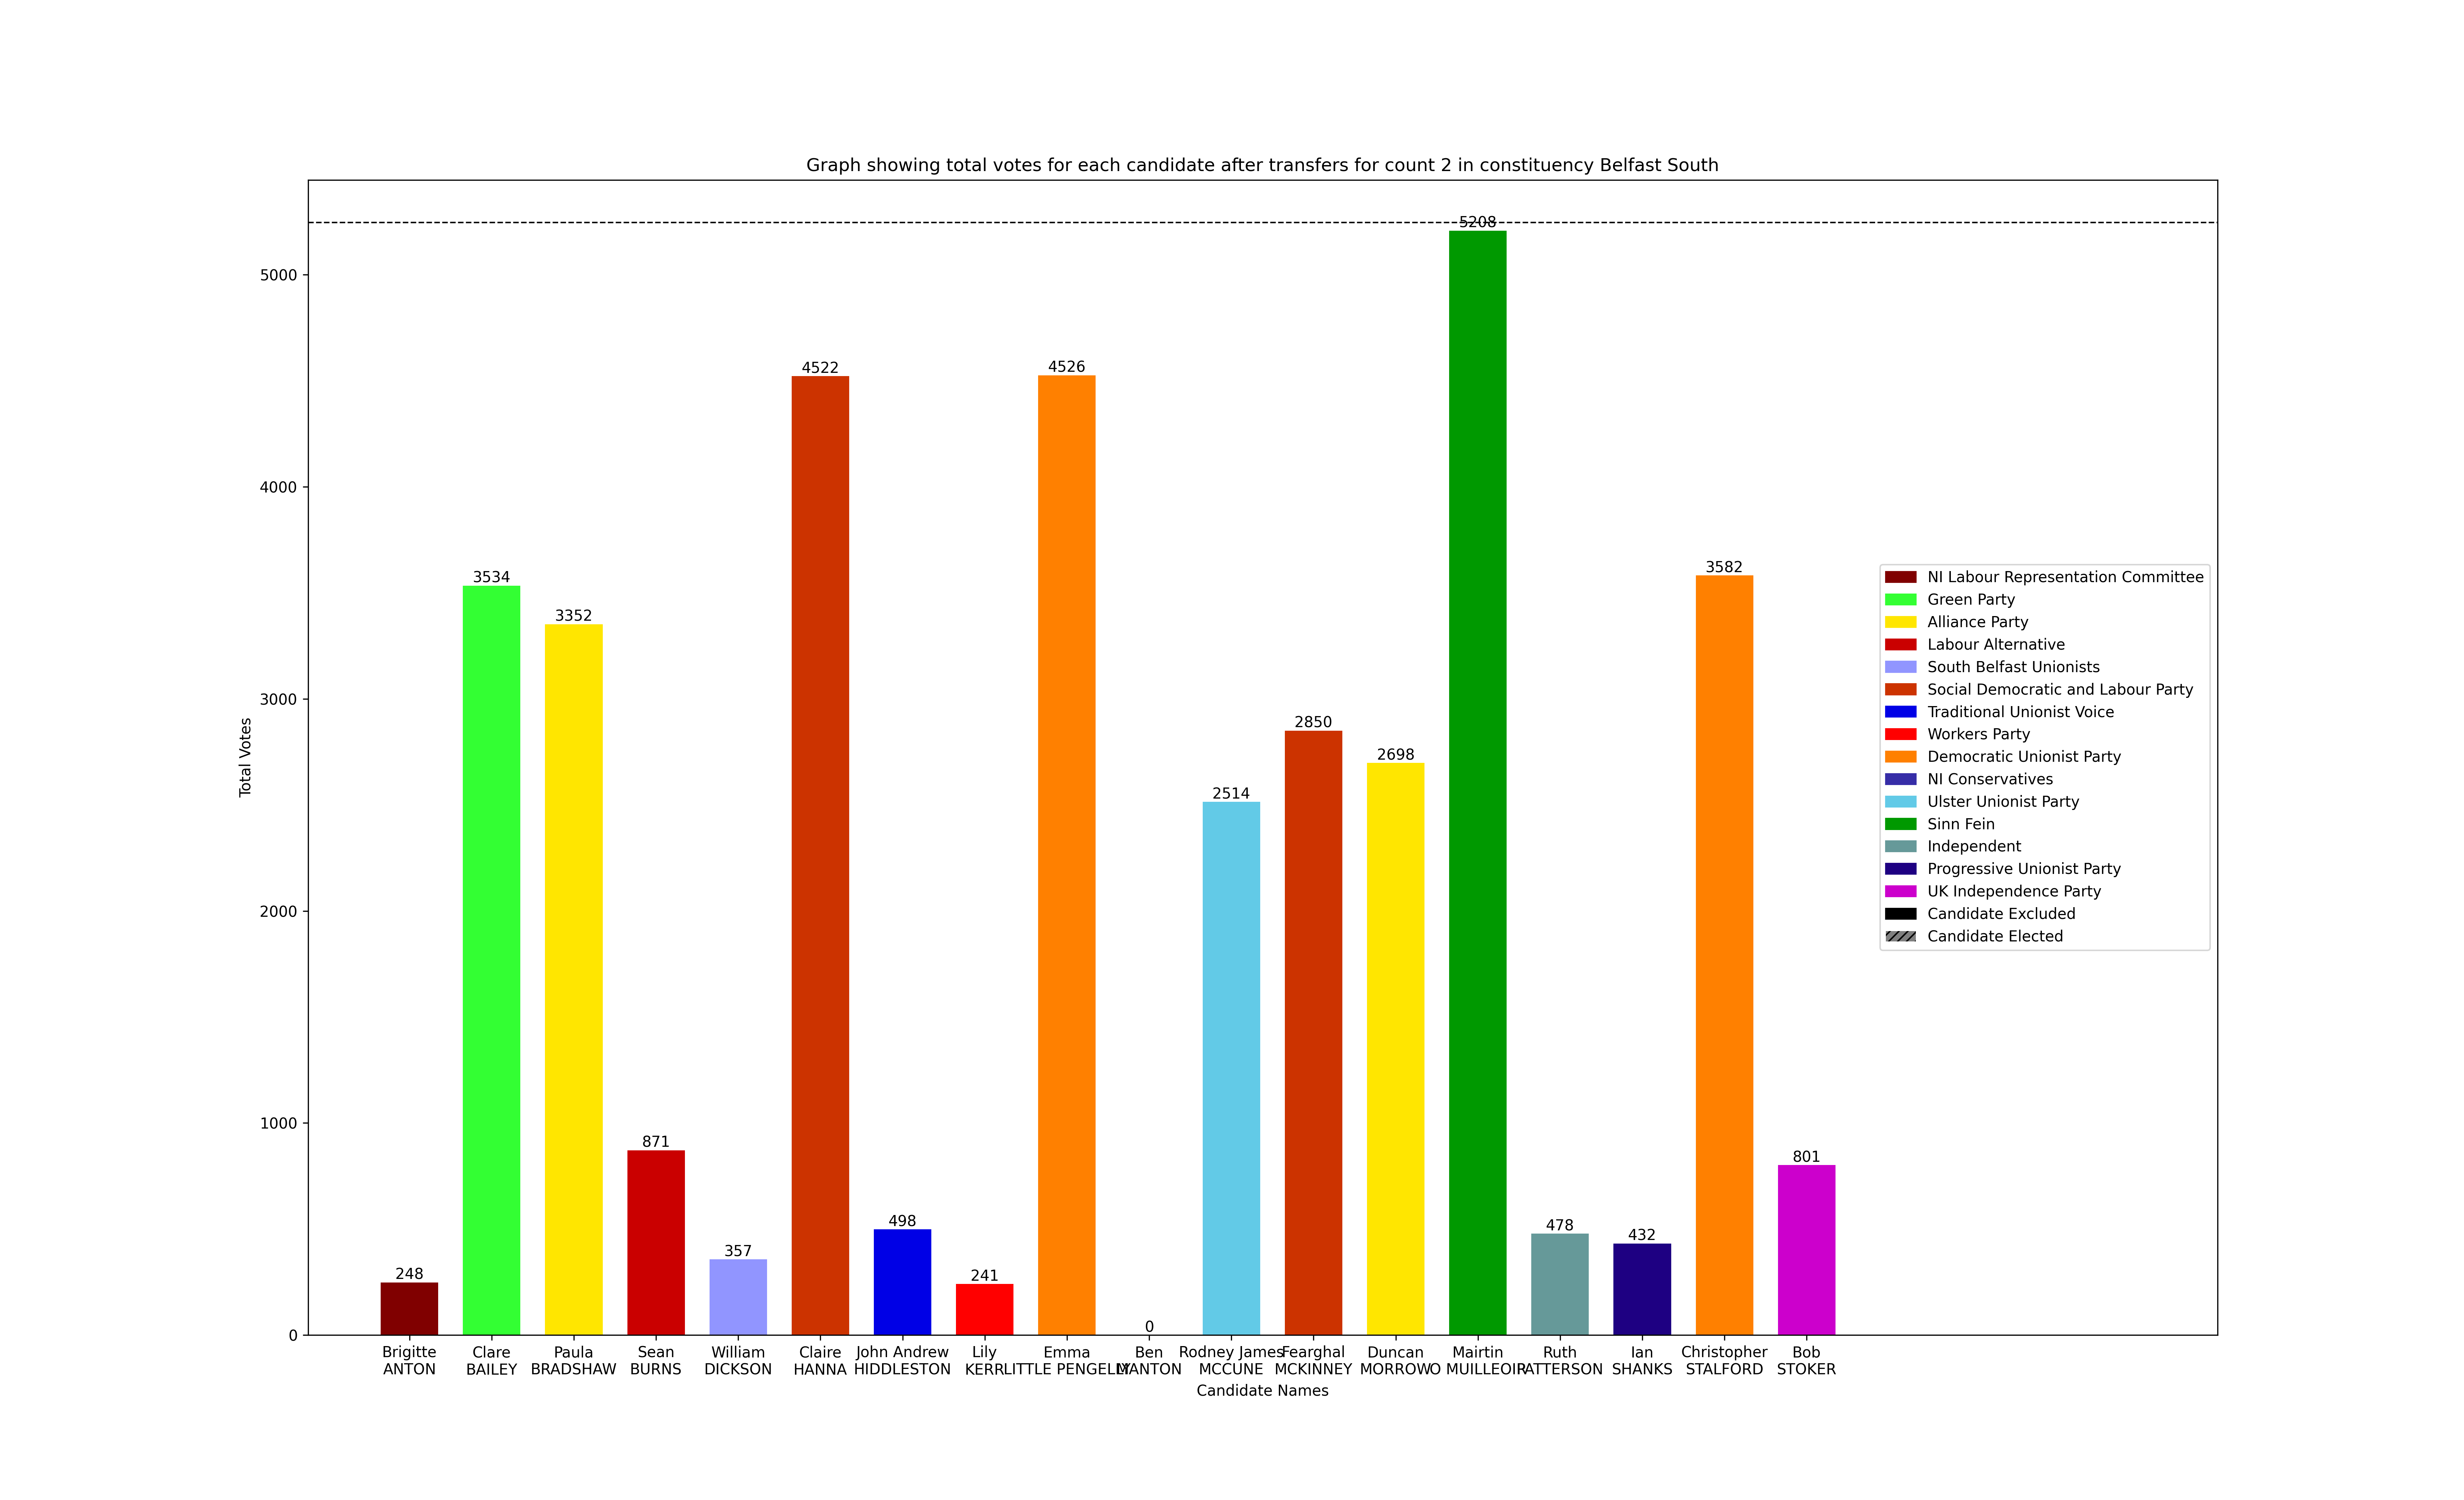 Graph showing total votes for each candidate after transfers for count 2 in constituency Belfast South
Total Votes
5000
4000
3000
2000
1000
0
248
3534
3352
871
357
4522
498
241
4526
0
2514
2850
2698
5208
478
432
3582
801
Brigitte
ANTON
Clare
BAILEY
Paula
BRADSHAW
Sean
BURNS
William
DICKSON
Claire
HANNA
John Andrew
HIDDLESTON
Lily
KERR
Emma
LITTLE PENGELLY
Ben
MANTON
Rodney James
MCCUNE
Fearghal
MCKINNEY
Duncan
MORROW
Mairtin
O MUILLEOIR
Ruth
PATTERSON
Ian
SHANKS
Christopher
STALFORD
Bob
STOKER
Candidate Names
NI Labour Representation Committee
Green Party
Alliance Party
Labour Alternative
South Belfast Unionists
Social Democratic and Labour Party
Traditional Unionist Voice
Workers Party
Democratic Unionist Party
NI Conservatives
Ulster Unionist Party
Sinn Fein
Independent
Progressive Unionist Party
UK Independence Party
Candidate Excluded
Candidate Elected